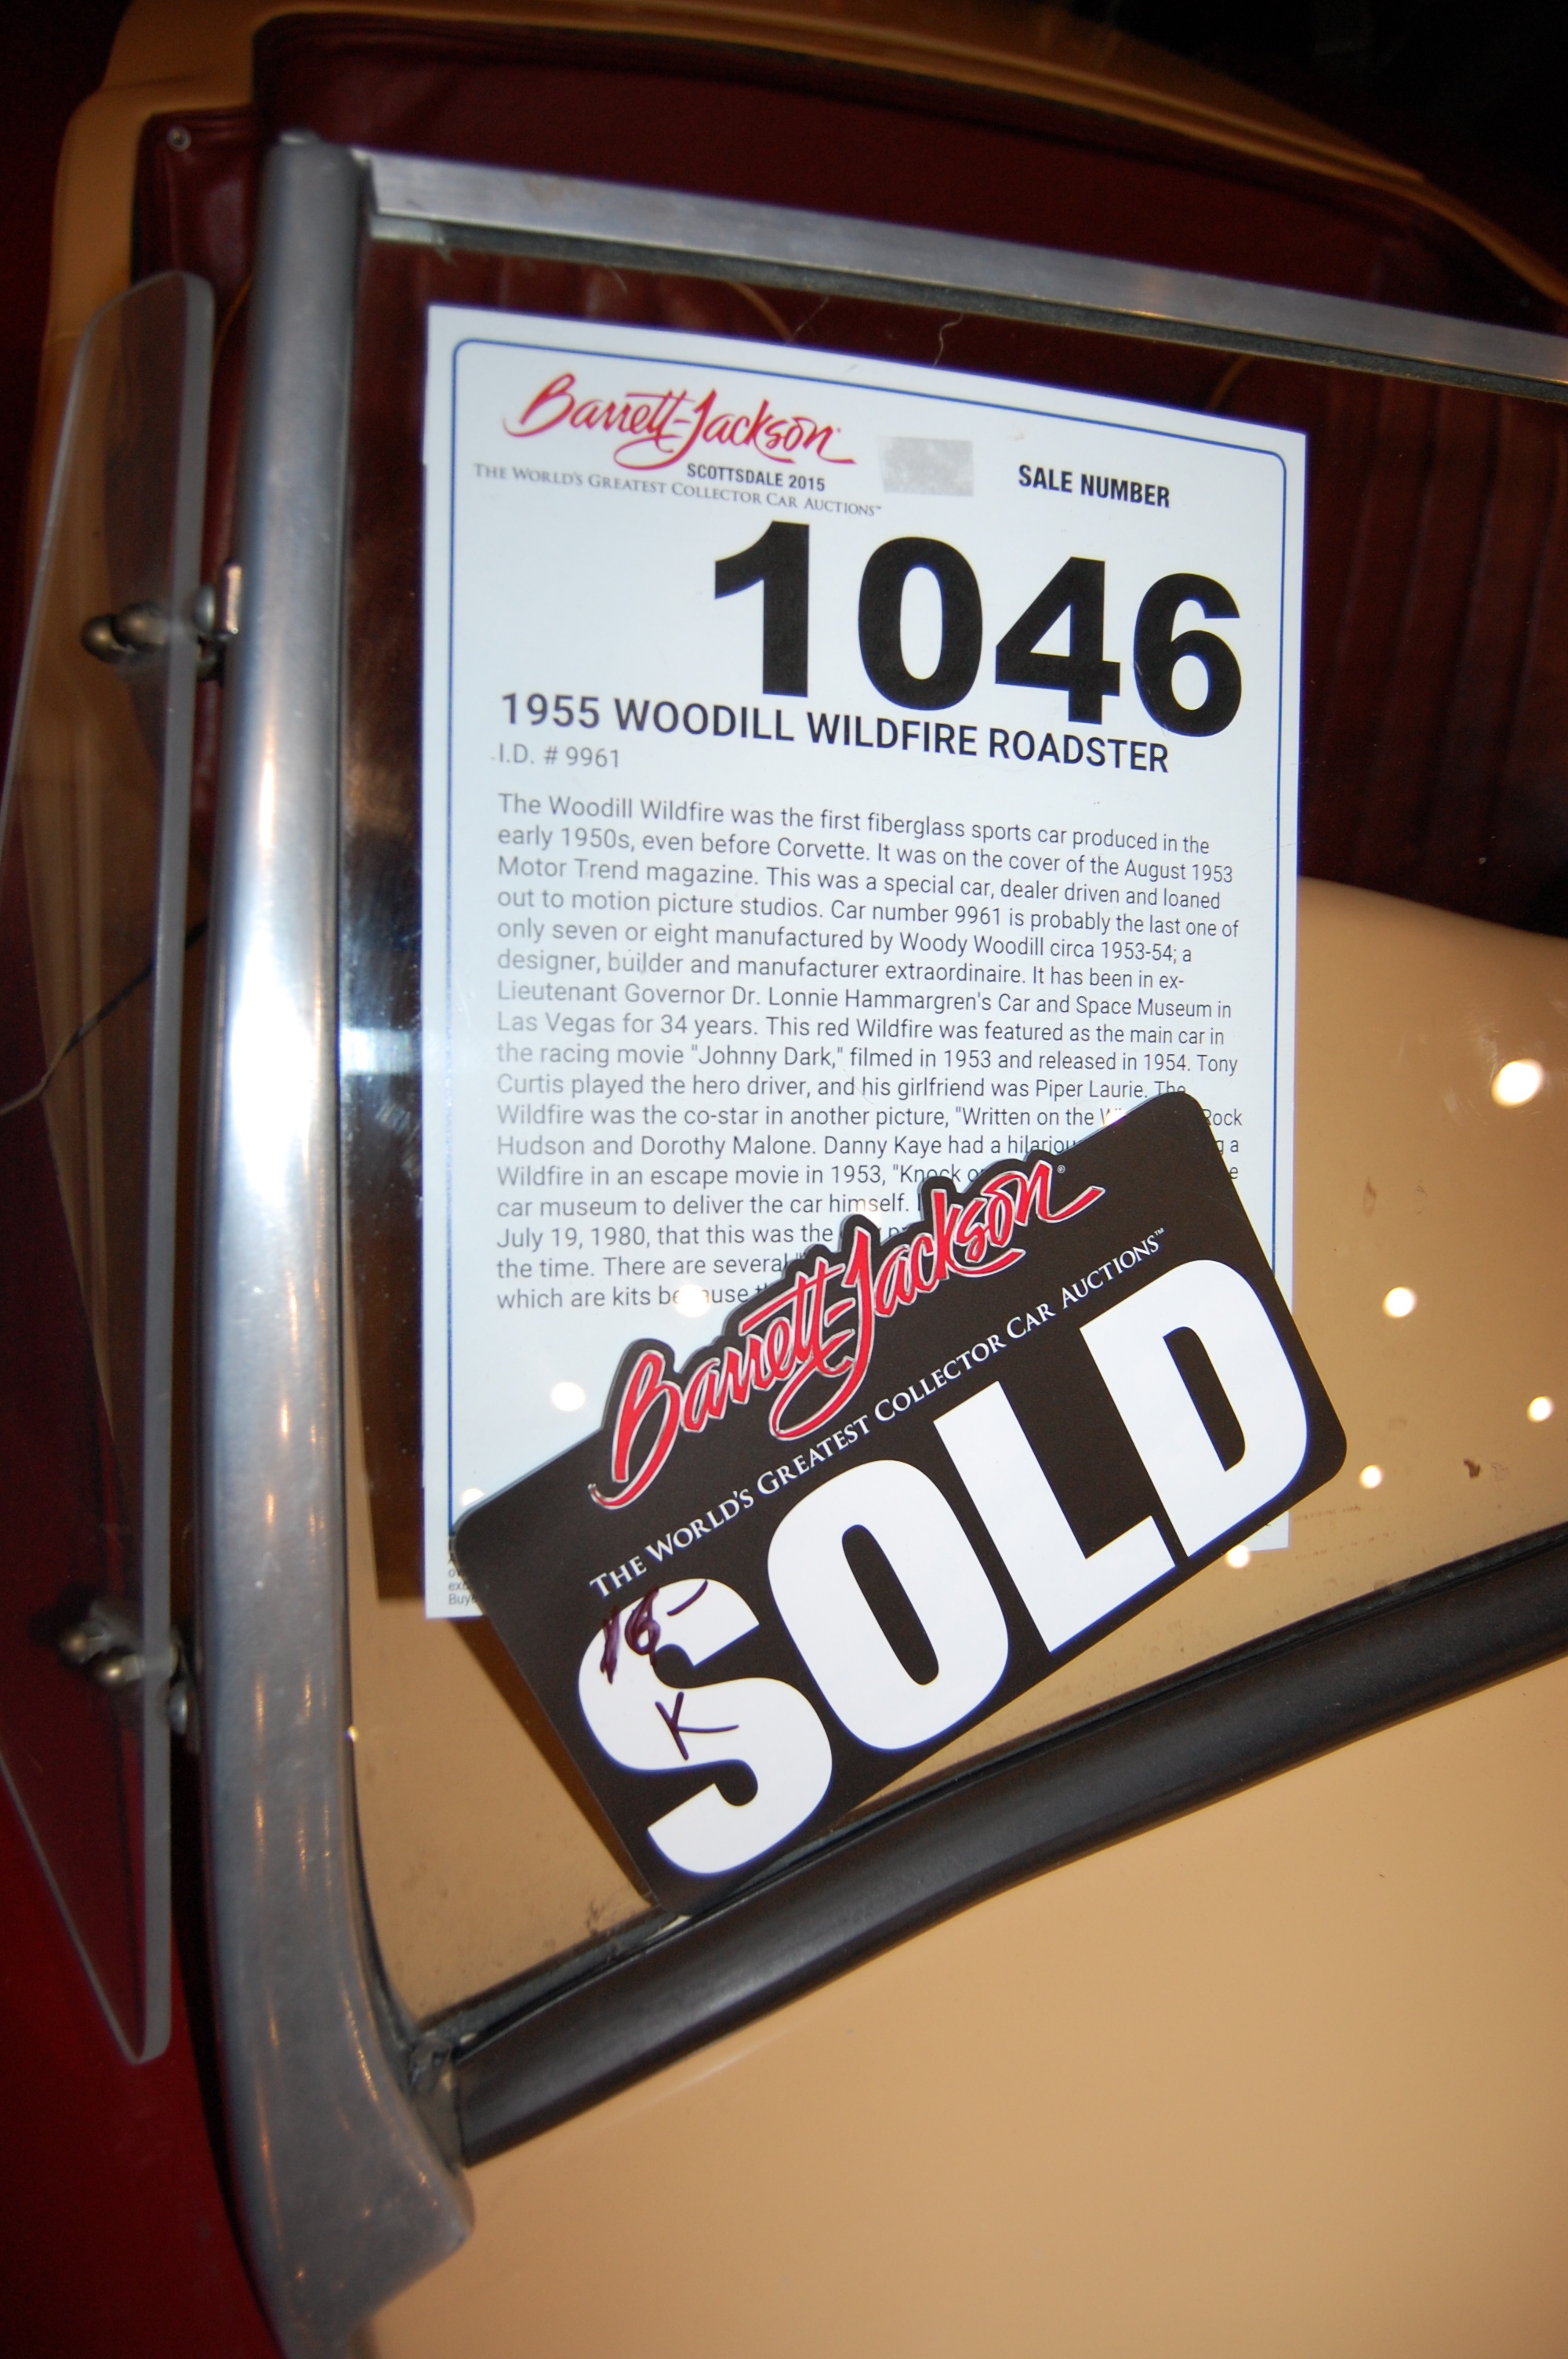 Barrett-Jackson
SCOTTSDALE 2015
THE WORLD'S GREATEST COLLECTOR CAR AUCTIONS™
SALE NUMBER
1046
1955 WOODILL WILDFIRE ROADSTER
I.D. # 9961
The Woodill Wildfire was the first fiberglass sports car produced in the
early 1950s, even before Corvette. It was on the cover of the August 1953
Motor Trend magazine. This was a special car, dealer driven and loaned
out to motion picture studios. Car number 9961 is probably the last one of
only seven or eight manufactured by Woody Woodill circa 1953-54; a
designer, builder and manufacturer extraordinaire. It has been in ex-
Lieutenant Governor Dr. Lonnie Hammargren's Car and Space Museum in
Las Vegas for 34 years. This red Wildfire was featured as the main car in
the racing movie "Johnny Dark," filmed in 1953 and released in 1954. Tony
Curtis played the hero driver, and his girlfriend was Piper Laurie. The
Wildfire was the co-star in another picture, "Written on the Rock
Hudson and Dorothy Malone. Danny Kaye had a a
Wildfire in an escape movie in 1953, "Knock
car museum to deliver the car himself.
July 19, 1980, that this was the
the time. There are several
which are kits because
Barrett-Jackson®
THE WORLD'S GREATEST COLLECTOR CAR AUCTIONS™
SOLD
16-
K